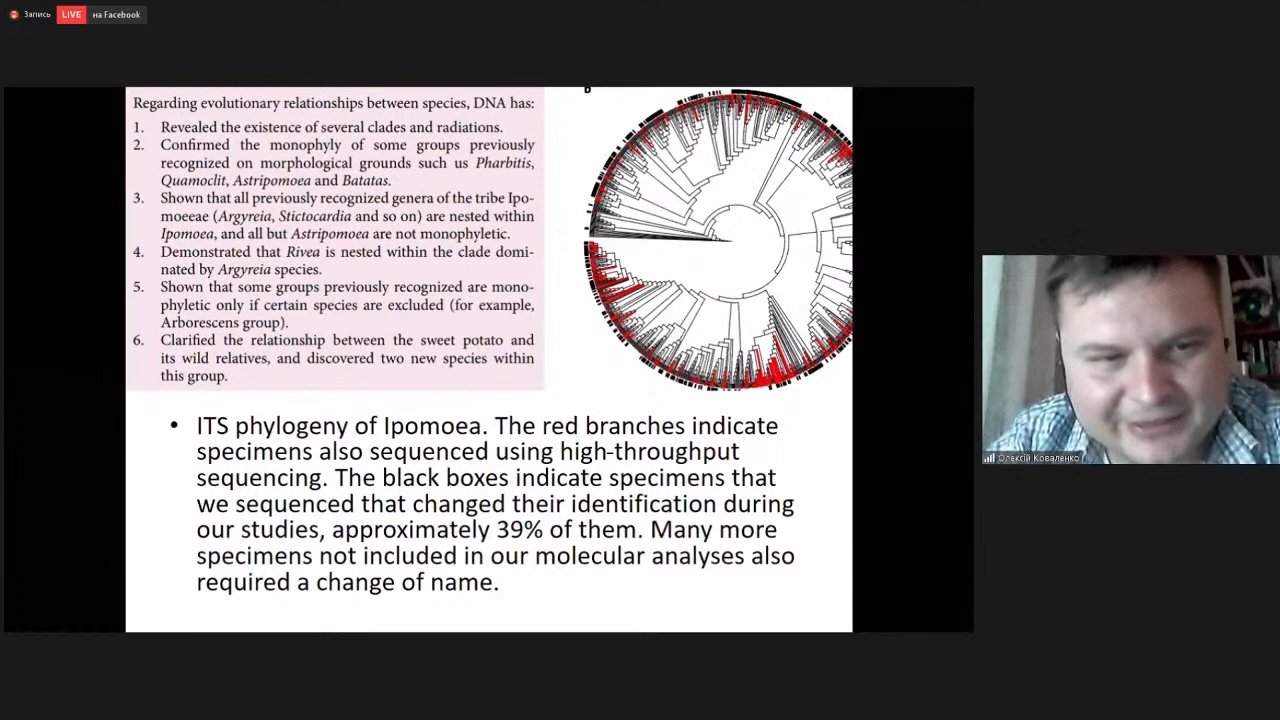 Запись LIVE на Facebook
Regarding evolutionary relationships between species, DNA has:
1. Revealed the existence of several clades and radiations.
2. Confirmed the monophyly of some groups previously
recognized on morphological grounds such us Pharbitis,
Quamoclit, Astripomoea and Batatas.
3. Shown that all previously recognized genera of the tribe Ipo-
moeeae (Argyreia, Stictocardia and so on) are nested within
Ipomoea, and all but Astripomoea are not monophyletic.
4. Demonstrated that Rivea is nested within the clade domi-
nated by Argyreia species.
5. Shown that some groups previously recognized are mono-
phyletic only if certain species are excluded (for example,
Arborescens group).
6. Clarified the relationship between the sweet potato and
its wild relatives, and discovered two new species within
this group.
• ITS phylogeny of Ipomoea. The red branches indicate
specimens also sequenced using high-throughput
sequencing. The black boxes indicate specimens that
we sequenced that changed their identification during
our studies, approximately 39% of them. Many more
specimens not included in our molecular analyses also
required a change of name.
Олексій Коваленко